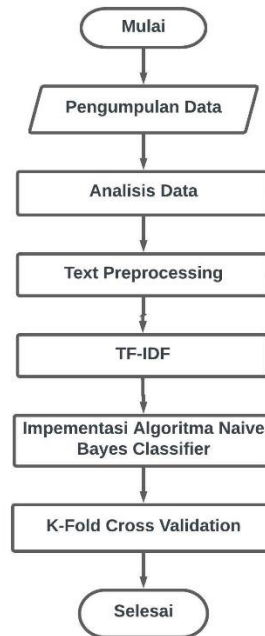 Mulai
Pengumpulan Data
Analisis Data
Text Preprocessing
TF-IDF
Impementasi Algoritma Naive
Bayes Classifier
K-Fold Cross Validation
Selesai